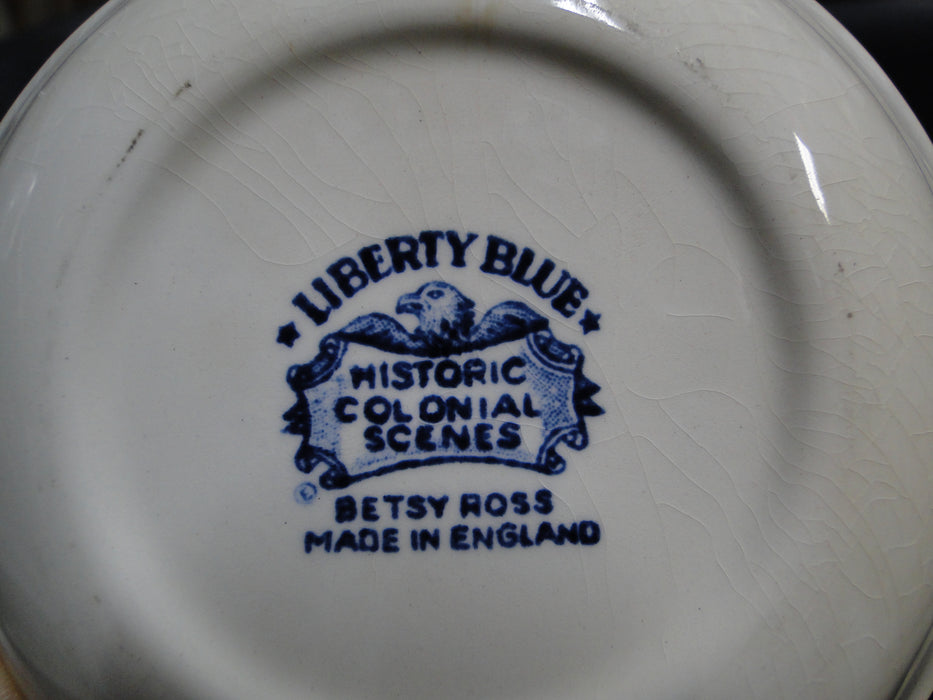 ★ LIBERTY BLUE ★
HISTORIC
COLONIAL
SCENES
©
BETSY ROSS
MADE IN ENGLAND